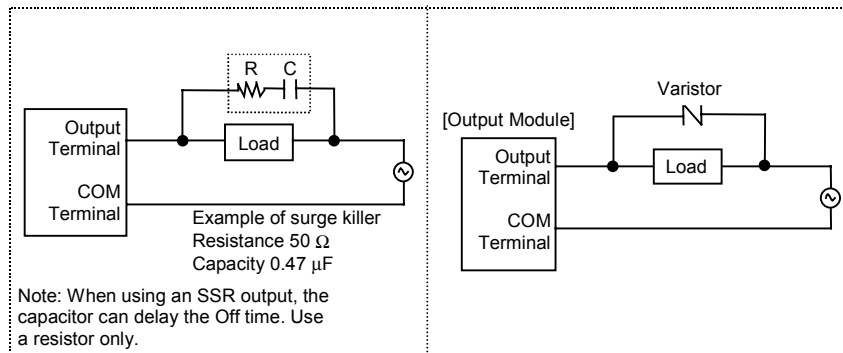 R C
Output
Terminal
Load
COM
Terminal
Example of surge killer
Resistance 50 Ω
Capacity 0.47 μF
Note: When using an SSR output, the
capacitor can delay the Off time. Use
a resistor only.
Varistor
[Output Module]
Output
Terminal
Load
COM
Terminal